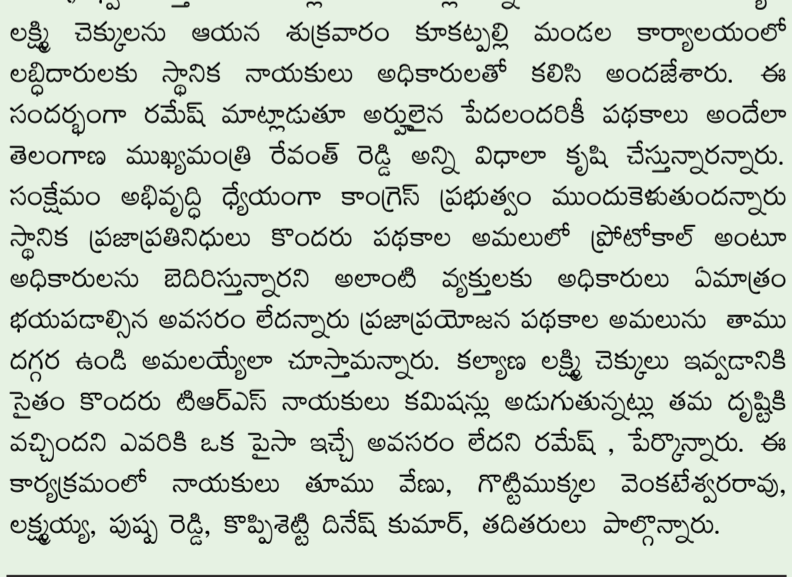 లక్ష్మి చెక్కులను ఆయన శుక్రవారం కూకట్పల్లి మండల కార్యాలయంలో
లబ్ధిదారులకు స్థానిక నాయకులు అధికారులతో కలిసి అందజేశారు. ఈ
సందర్భంగా రమేష్ మాట్లాడుతూ అర్హులైన పేదలందరికీ పథకాలు అందేలా
తెలంగాణ ముఖ్యమంత్రి రేవంత్ రెడ్డి అన్ని విధాలా కృషి చేస్తున్నారన్నారు.
సంక్షేమం అభివృద్ధి ధ్యేయంగా కాంగ్రెస్ ప్రభుత్వం ముందుకెళుతుందన్నారు
స్థానిక ప్రజాప్రతినిధులు కొందరు పథకాల అమలులో ప్రోటోకాల్ అంటూ
అధికారులను బెదిరిస్తున్నారని అలాంటి వ్యక్తులకు అధికారులు ఏమాత్రం
భయపడాల్సిన అవసరం లేదన్నారు ప్రజాప్రయోజన పథకాల అమలును తాము
దగ్గర ఉండి అమలయ్యేలా చూస్తామన్నారు. కల్యాణ లక్ష్మి చెక్కులు ఇవ్వడానికి
సైతం కొందరు టిఆర్ఎస్ నాయకులు కమిషన్లు అడుగుతున్నట్లు తమ దృష్టికి
వచ్చిందని ఎవరికి ఒక పైసా ఇచ్చే అవసరం లేదని రమేష్ , పేర్కొన్నారు. ఈ
కార్యక్రమంలో నాయకులు తూము వేణు, గొట్టిముక్కల వెంకటేశ్వరరావు,
లక్ష్మయ్య, పుష్ప రెడ్డి, కొప్పిశెట్టి దినేష్ కుమార్, తదితరులు పాల్గొన్నారు.